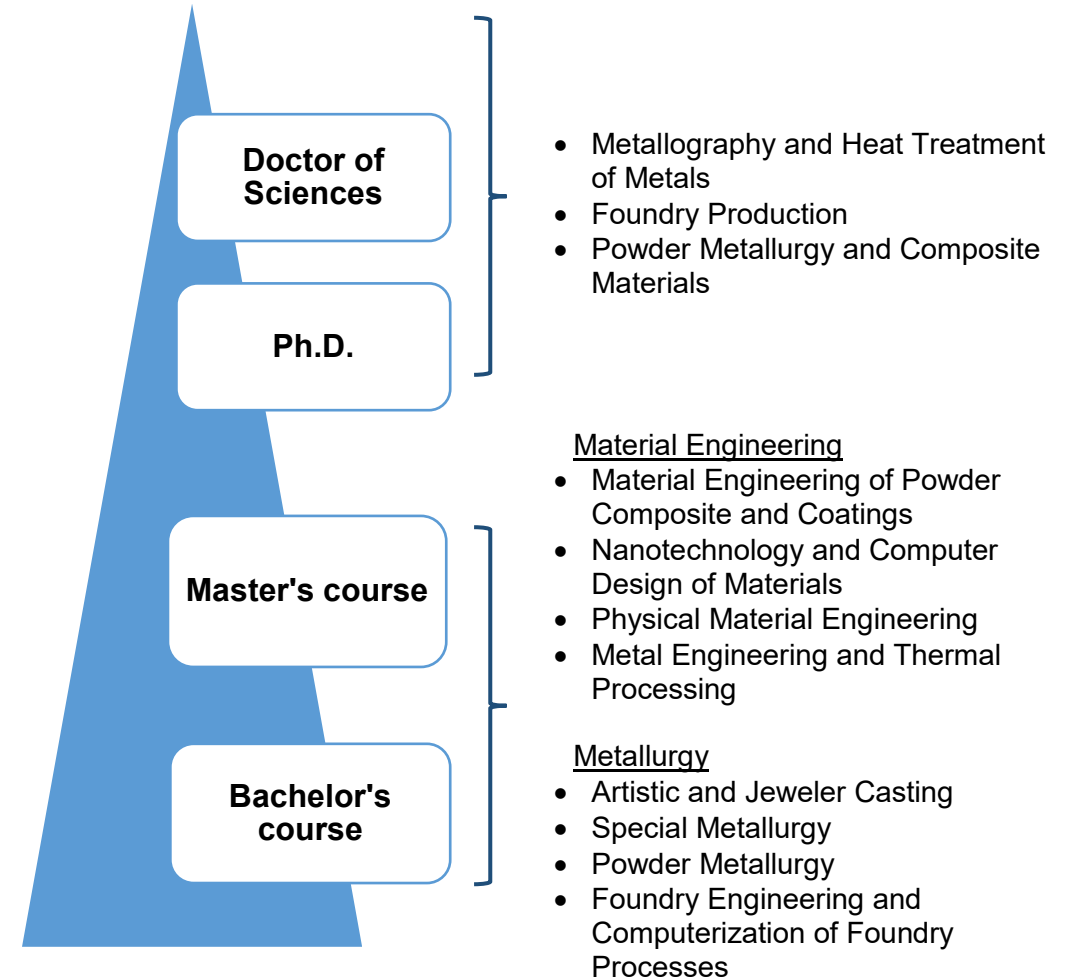 Doctor of
Sciences
• Metallography and Heat Treatment
of Metals
• Foundry Production
• Powder Metallurgy and Composite
Materials
Ph.D.
Material Engineering
• Material Engineering of Powder
Composite and Coatings
• Nanotechnology and Computer
Design of Materials
• Physical Material Engineering
• Metal Engineering and Thermal
Processing
Master's course
Metallurgy
• Artistic and Jeweler Casting
• Special Metallurgy
• Powder Metallurgy
• Foundry Engineering and
Computerization of Foundry
Processes
Bachelor's
course